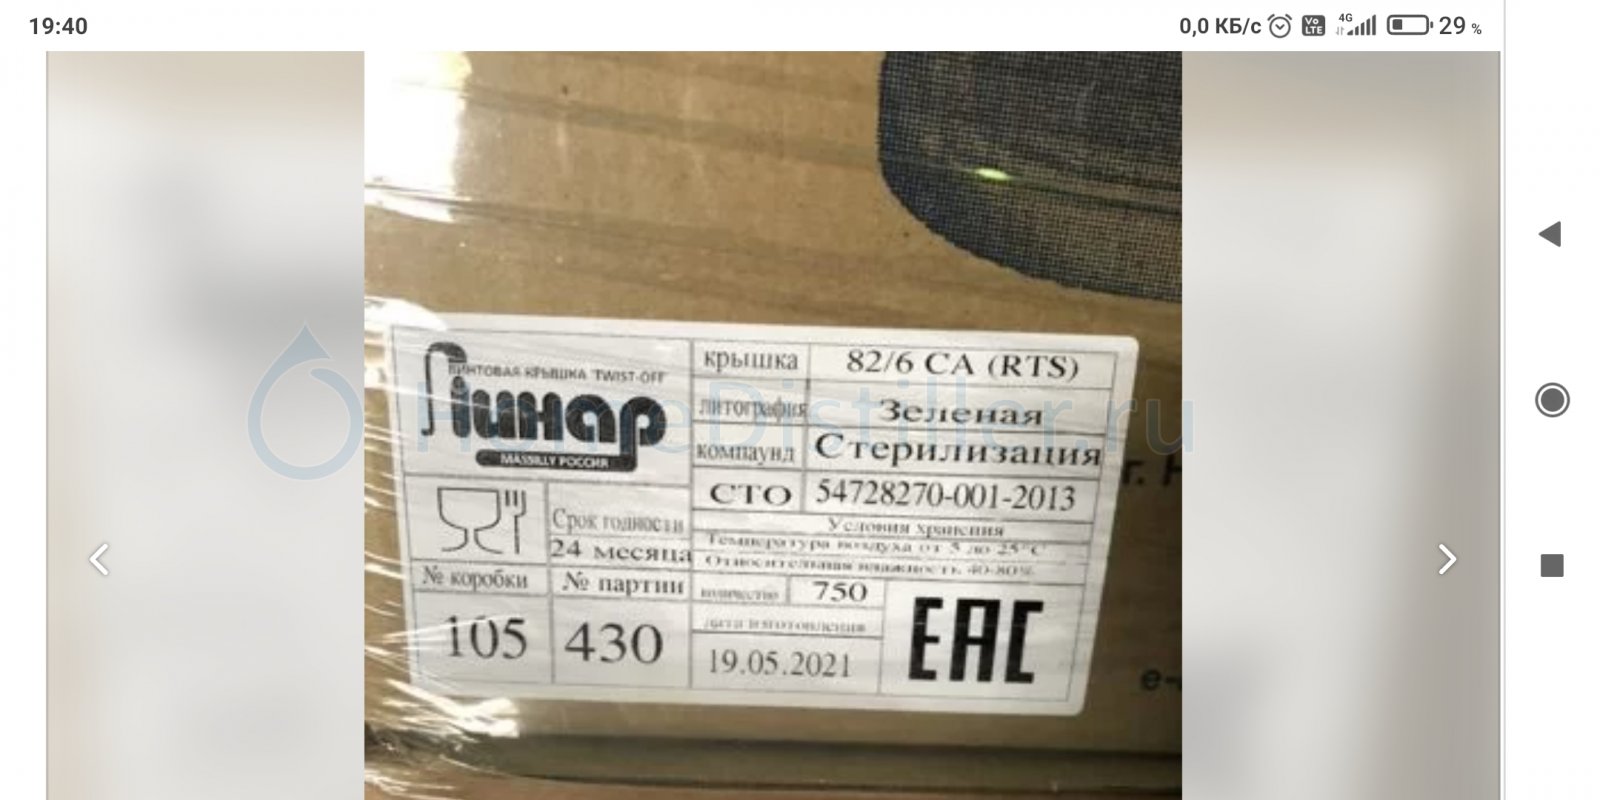 19:40
0,0 КБ/с
Vo LTE
4G
29 %
ВИНТОВАЯ КРЫШКА "TWIST-OFF"
Линар
MASSILLY РОССИЯ
крышка
82/6 CA (RTS)
литография
Зеленая
компаунд
Стерилизация
СТО
54728270-001-2013
Условия хранения
Температура воздуха от 5 до 25°С
Относительная влажность 40-80%
Срок годности
24 месяца
№ коробки
105
№ партии
430
количество
750
дата изготовления
19.05.2021
EAC
г. Н
e-
HomeDistiller.ru